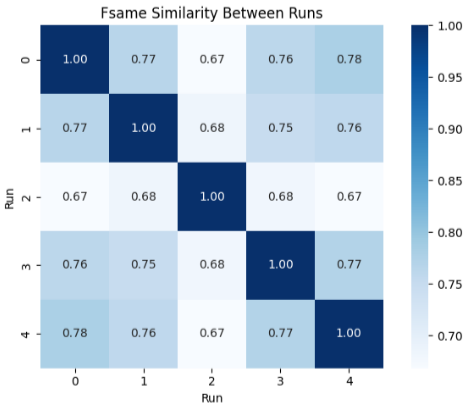 Fsame Similarity Between Runs
0 1.00 0.77 0.67 0.76 0.78
1 0.77 1.00 0.68 0.75 0.76
2 0.67 0.68 1.00 0.68 0.67
3 0.76 0.75 0.68 1.00 0.77
4 0.78 0.76 0.67 0.77 1.00
Run
0 1 2 3 4
Run
1.00
0.95
0.90
0.85
0.80
0.75
0.70